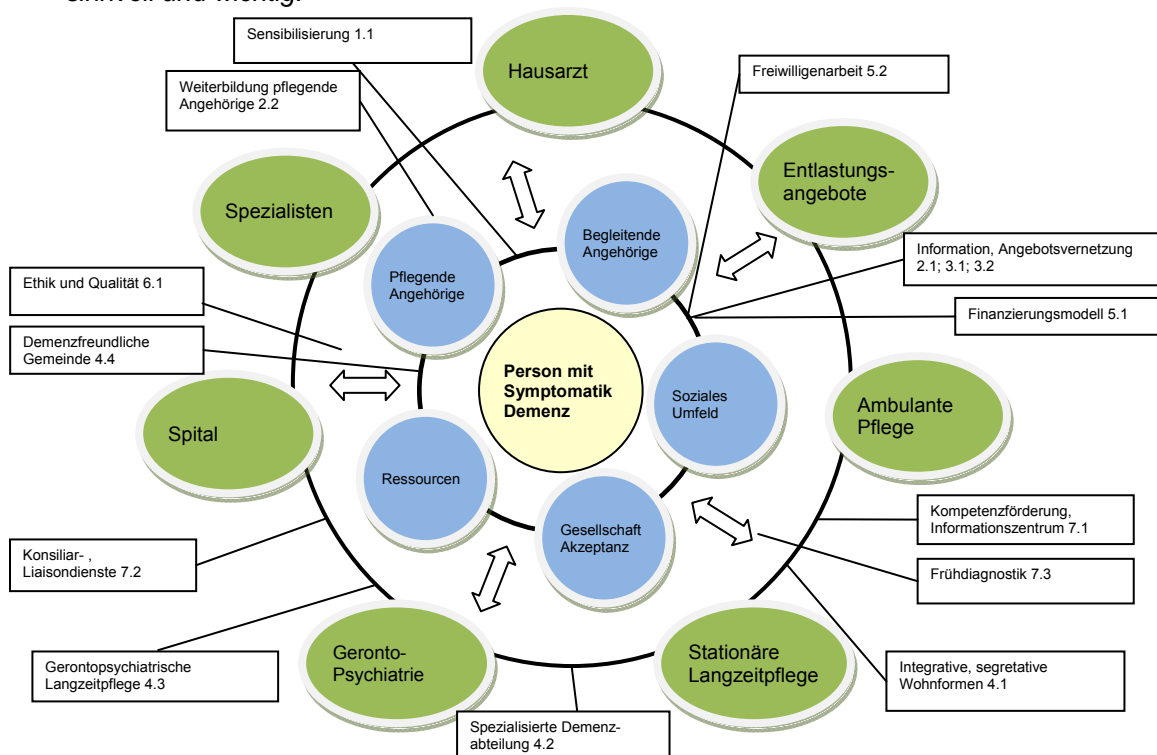 Sensibilisierung 1.1
Hausarzt
Freiwilligenarbeit 5.2
Weiterbildung pflegende
Angehörige 2.2
Entlastungs-
angebote
Spezialisten
Begleitende
Angehörige
Information, Angebotsvernetzung
2.1; 3.1; 3.2
Pflegende
Angehörige
Ethik und Qualität 6.1
Finanzierungsmodell 5.1
Demenzfreundliche
Gemeinde 4.4
Person mit
Symptomatik
Demenz
Soziales
Umfeld
Ambulante
Pflege
Spital
Ressourcen
Gesellschaft
Akzeptanz
Kompetenzförderung,
Informationszentrum 7.1
Konsiliar- ,
Liaisondienste 7.2
Frühdiagnostik 7.3
Geronto-
Psychiatrie
Stationäre
Langzeitpflege
Gerontopsychiatrische
Langzeitpflege 4.3
Integrative, segretative
Wohnformen 4.1
Spezialisierte Demenz-
abteilung 4.2